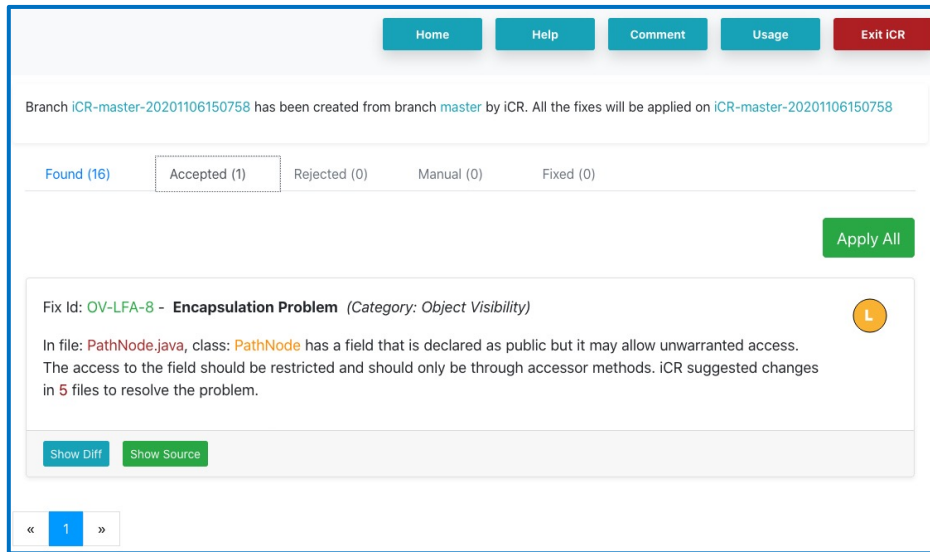 Home Help Comment Usage Exit iCR
Branch iCR-master-20201106150758 has been created from branch master by iCR. All the fixes will be applied on iCR-master-20201106150758
Found (16) Accepted (1) Rejected (0) Manual (0) Fixed (0)
Apply All
Fix Id: OV-LFA-8 - Encapsulation Problem (Category: Object Visibility)
L
In file: PathNode.java, class: PathNode has a field that is declared as public but it may allow unwarranted access.
The access to the field should be restricted and should only be through accessor methods. iCR suggested changes
in 5 files to resolve the problem.
Show Diff Show Source
« 1 »